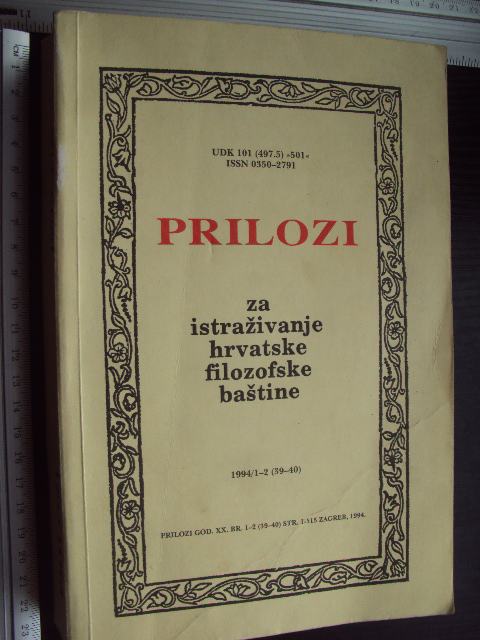 UDK 101 (497.5) »501«
ISSN 0350–2791
PRILOZI
za
istraživanje
hrvatske
filozofske
baštine
1994/1–2 (39–40)
PRILOZI GOD. XX. BR. 1–2 (39–40) STR. 1-515 ZAGREB, 1994.